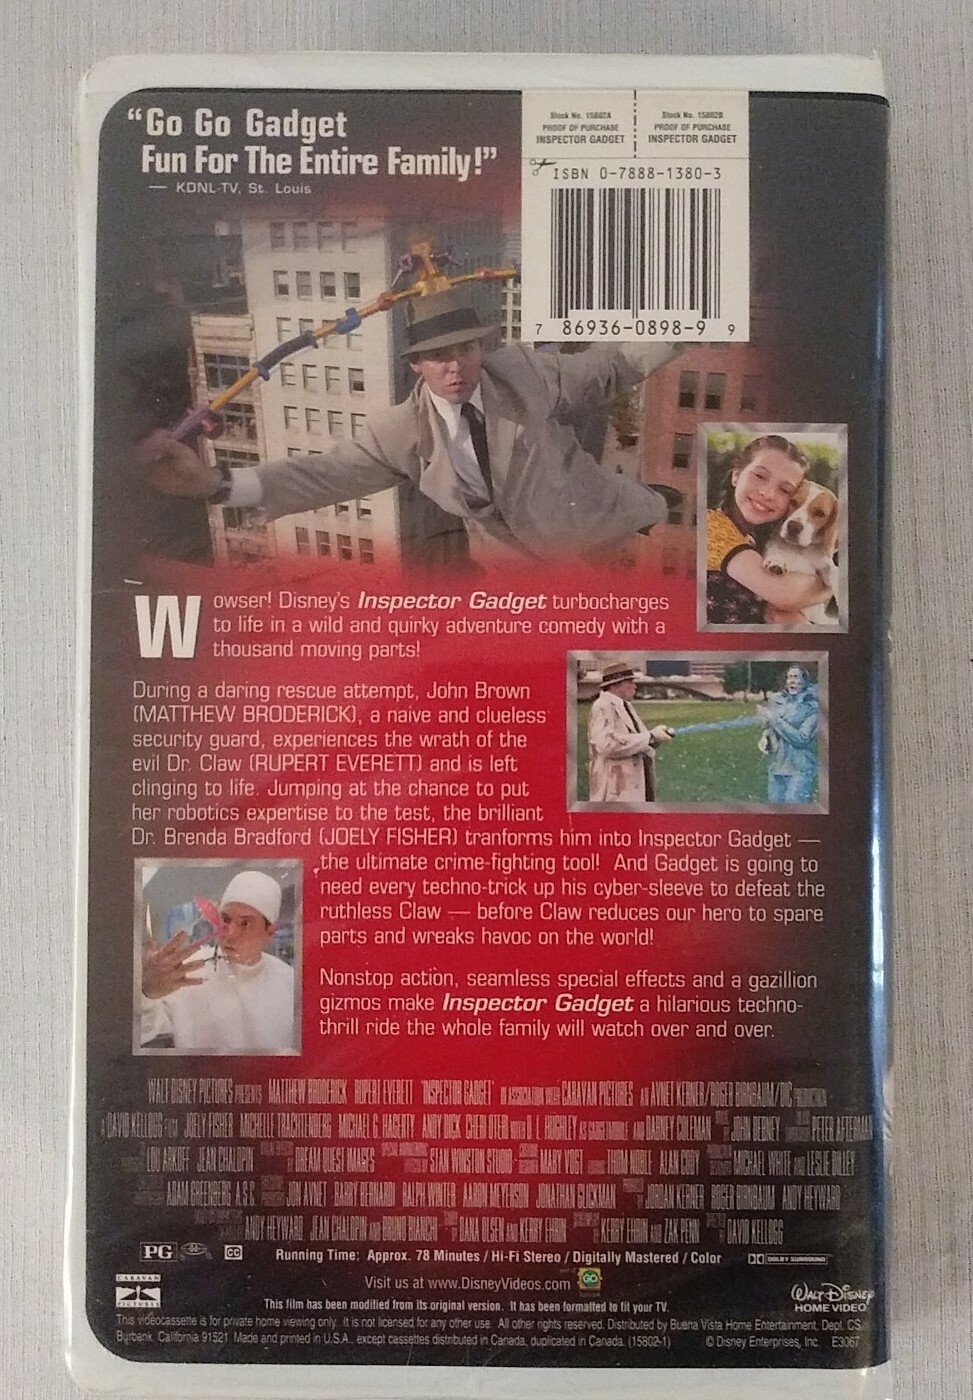 “Go Go Gadget
Fun For The Entire Family!”
— KDNL-TV, St. Louis
Stock No. 15802A
PROOF OF PURCHASE
INSPECTOR GADGET
Stock No. 15802B
PROOF OF PURCHASE
INSPECTOR GADGET
ISBN 0-7888-1380-3
7 86936-0898-9 9
Wowser! Disney's Inspector Gadget turbocharges
to life in a wild and quirky adventure comedy with a
thousand moving parts!
During a daring rescue attempt, John Brown
(MATTHEW BRODERICK), a naive and clueless
security guard, experiences the wrath of the
evil Dr. Claw (RUPERT EVERETT) and is left
clinging to life. Jumping at the chance to put
her robotics expertise to the test, the brilliant
Dr. Brenda Bradford (JOELY FISHER) tranforms him into Inspector Gadget —
the ultimate crime-fighting tool! And Gadget is going to
need every techno-trick up his cyber-sleeve to defeat the
ruthless Claw — before Claw reduces our hero to spare
parts and wreaks havoc on the world!
Nonstop action, seamless special effects and a gazillion
gizmos make Inspector Gadget a hilarious techno-
thrill ride the whole family will watch over and over.
WALT DISNEY PICTURES PRESENTS MATTHEW BRODERICK RUPERT EVERETT "INSPECTOR GADGET" IN ASSOCIATION WITH CARAVAN PICTURES AN AVNET KERNER/ROGER BIRNBAUM/DIC PRODUCTION
A DAVID KELLOGG FILM JOELY FISHER MICHELLE TRACHTENBERG MICHAEL G. HAGERTY ANDY DICK CHERI OTERI WITH D. L. HUGHLEY AND DABNEY COLEMAN JOHN DEBNEY PETER AFTERMAN
LOU ARKOFF JEAN CHALOPIN DREAM QUEST IMAGES STAN WINSTON STUDIO MARY VOGT THOM NOBLE ALAN CODY MICHAEL WHITE AND LESLIE DILLEY
ADAM GREENBERG A.S.C. JON AVNET BARRY BERNARDI RALPH WINTER AARON MEYERSON JONATHAN GLICKMAN JORDAN KERNER ROGER BIRNBAUM ANDY HEYWARD
ANDY HEYWARD JEAN CHALOPIN AND BRUNO BIANCHI DANA OLSEN AND KERRY EHRIN KERRY EHRIN AND ZAK PENN DAVID KELLOGG
PG CC Running Time: Approx. 78 Minutes / Hi-Fi Stereo / Digitally Mastered / Color DOLBY SURROUND
CARAVAN
PICTURES
Visit us at www.DisneyVideos.com GO
WALT DISNEY
HOME VIDEO
This film has been modified from its original version. It has been formatted to fit your TV.
This videocassette is for private home viewing only. It is not licensed for any other use. All other rights reserved. Distributed by Buena Vista Home Entertainment, Dept. CS,
Burbank, California 91521. Made and printed in U.S.A., except cassettes distributed in Canada, duplicated in Canada. (15802-1) © Disney Enterprises, Inc. E3067